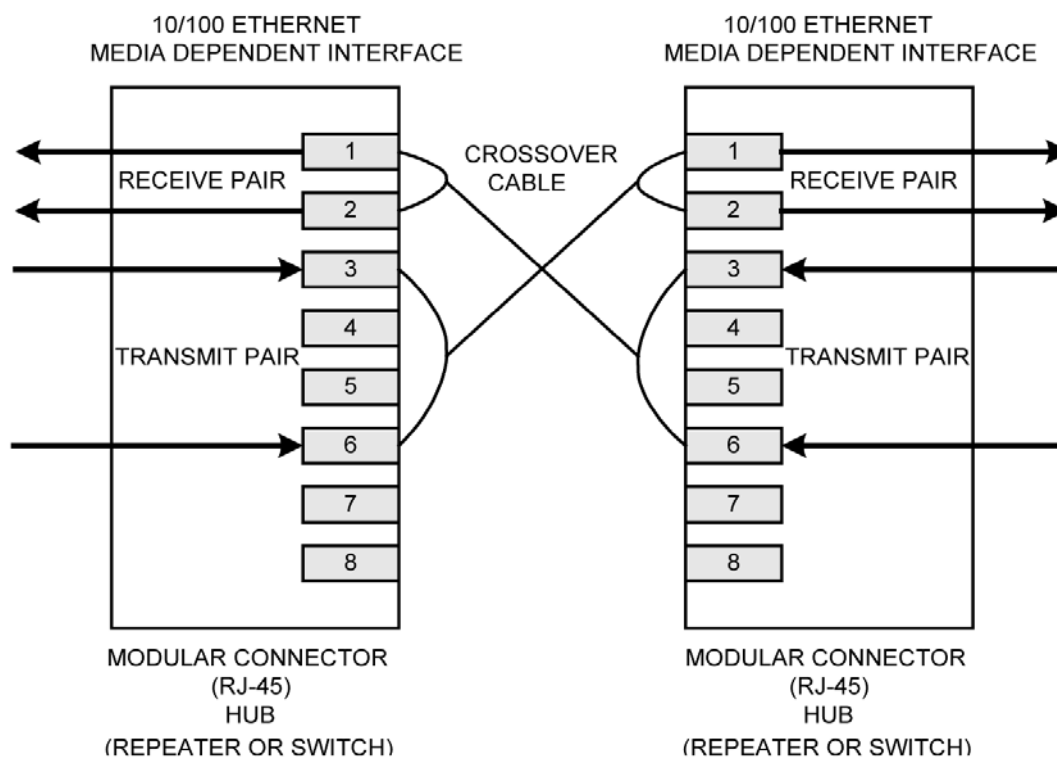 10/100 ETHERNET
MEDIA DEPENDENT INTERFACE
10/100 ETHERNET
MEDIA DEPENDENT INTERFACE
1
RECEIVE PAIR
2
3
4
TRANSMIT PAIR
5
6
7
8
CROSSOVER
CABLE
1
RECEIVE PAIR
2
3
4
TRANSMIT PAIR
5
6
7
8
MODULAR CONNECTOR
(RJ-45)
HUB
(REPEATER OR SWITCH)
MODULAR CONNECTOR
(RJ-45)
HUB
(REPEATER OR SWITCH)